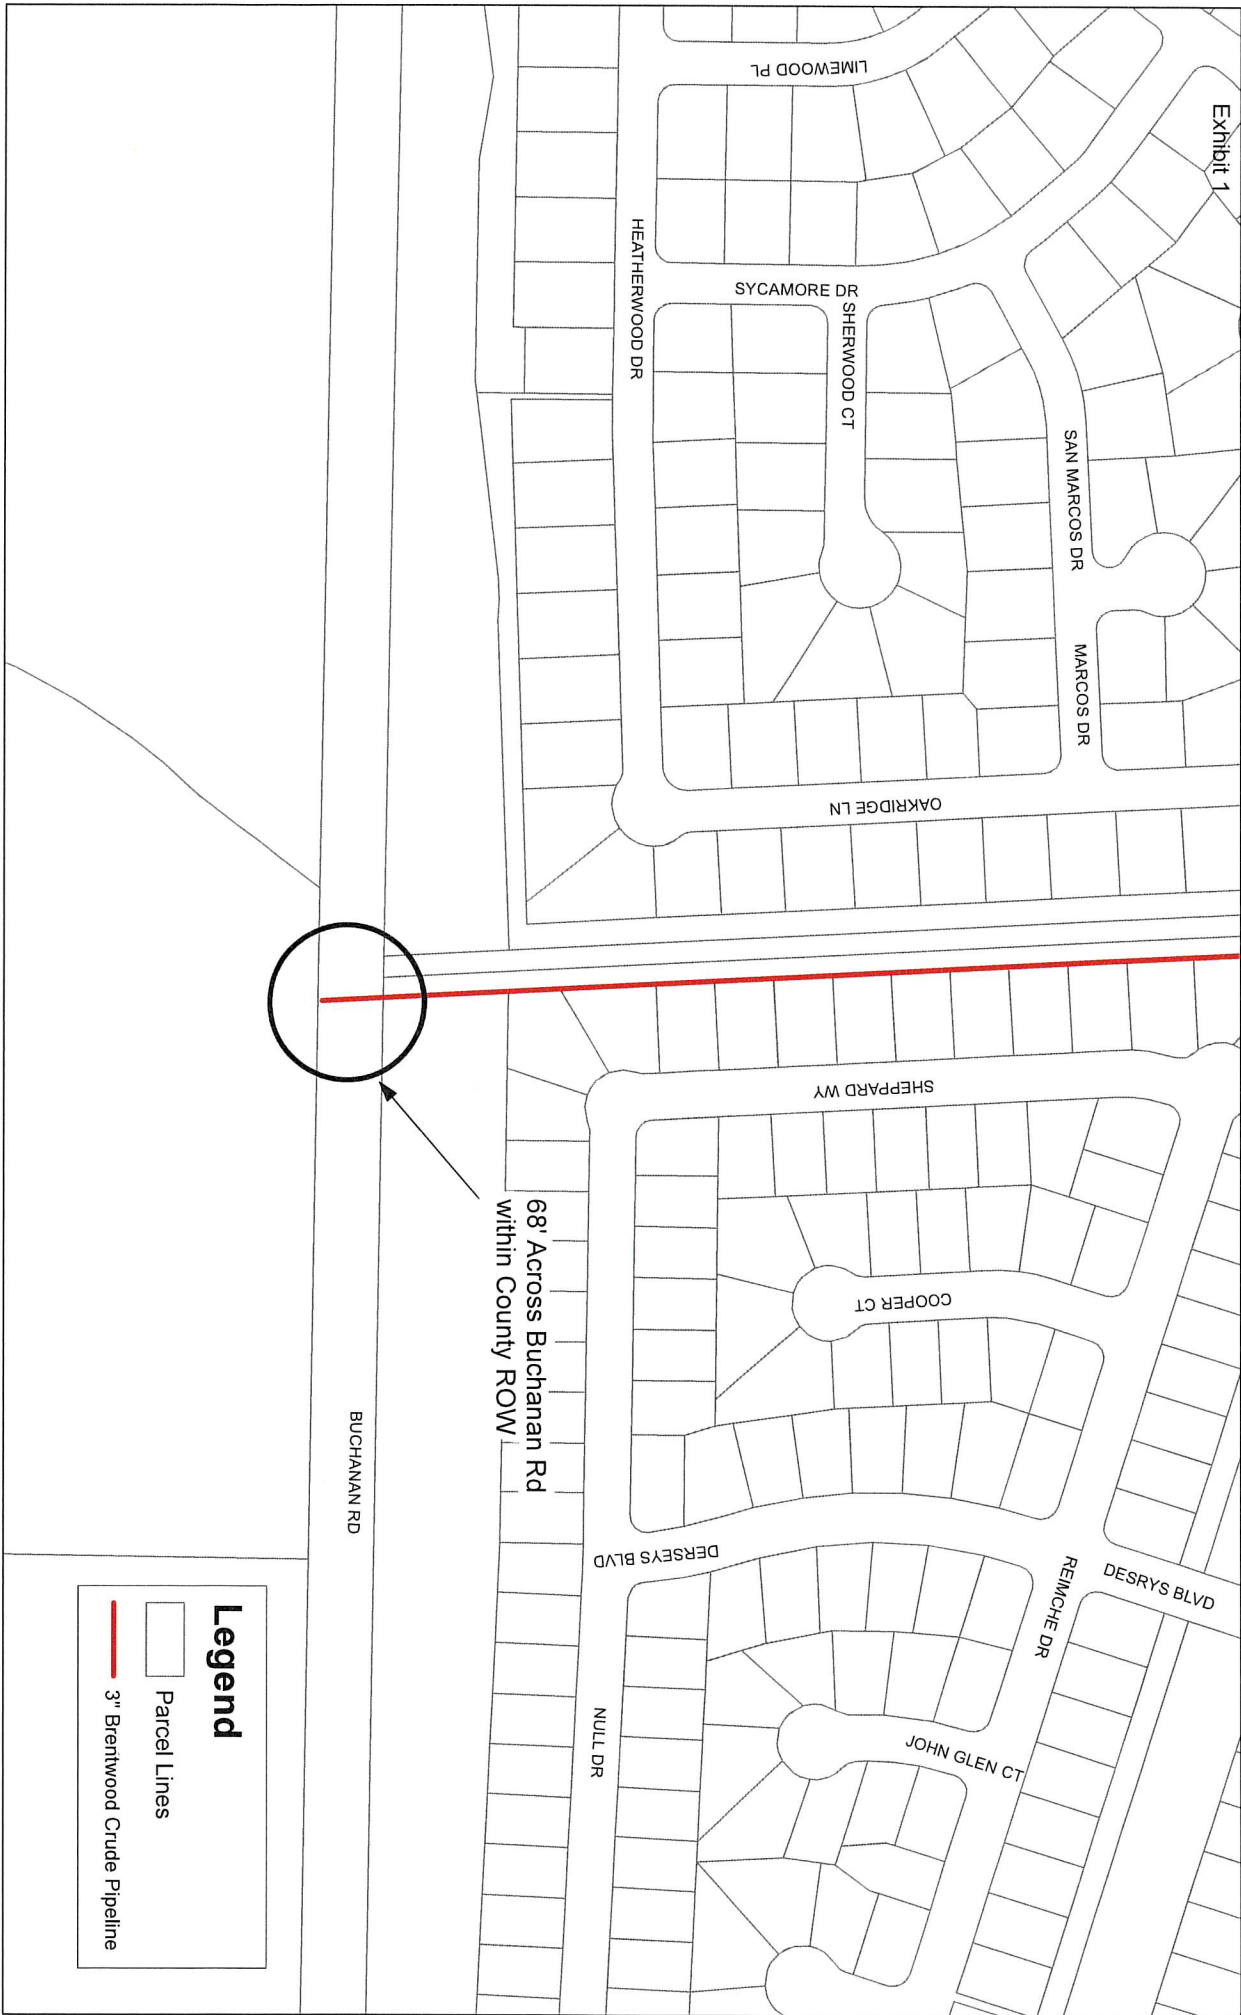 Exhibit 1
LIMEWOOD PL
HEATHERWOOD DR
SYCAMORE DR
SHERWOOD CT
SAN MARCOS DR
MARCOS DR
OAKRIDGE LN
SHEPPARD WY
68' Across Buchanan Rd
within County ROW
COOPER CT
BUCHANAN RD
DERSEYS BLVD
DESRYS BLVD
REIMCHE DR
NULL DR
JOHN GLEN CT
Legend
Parcel Lines
3" Brentwood Crude Pipeline